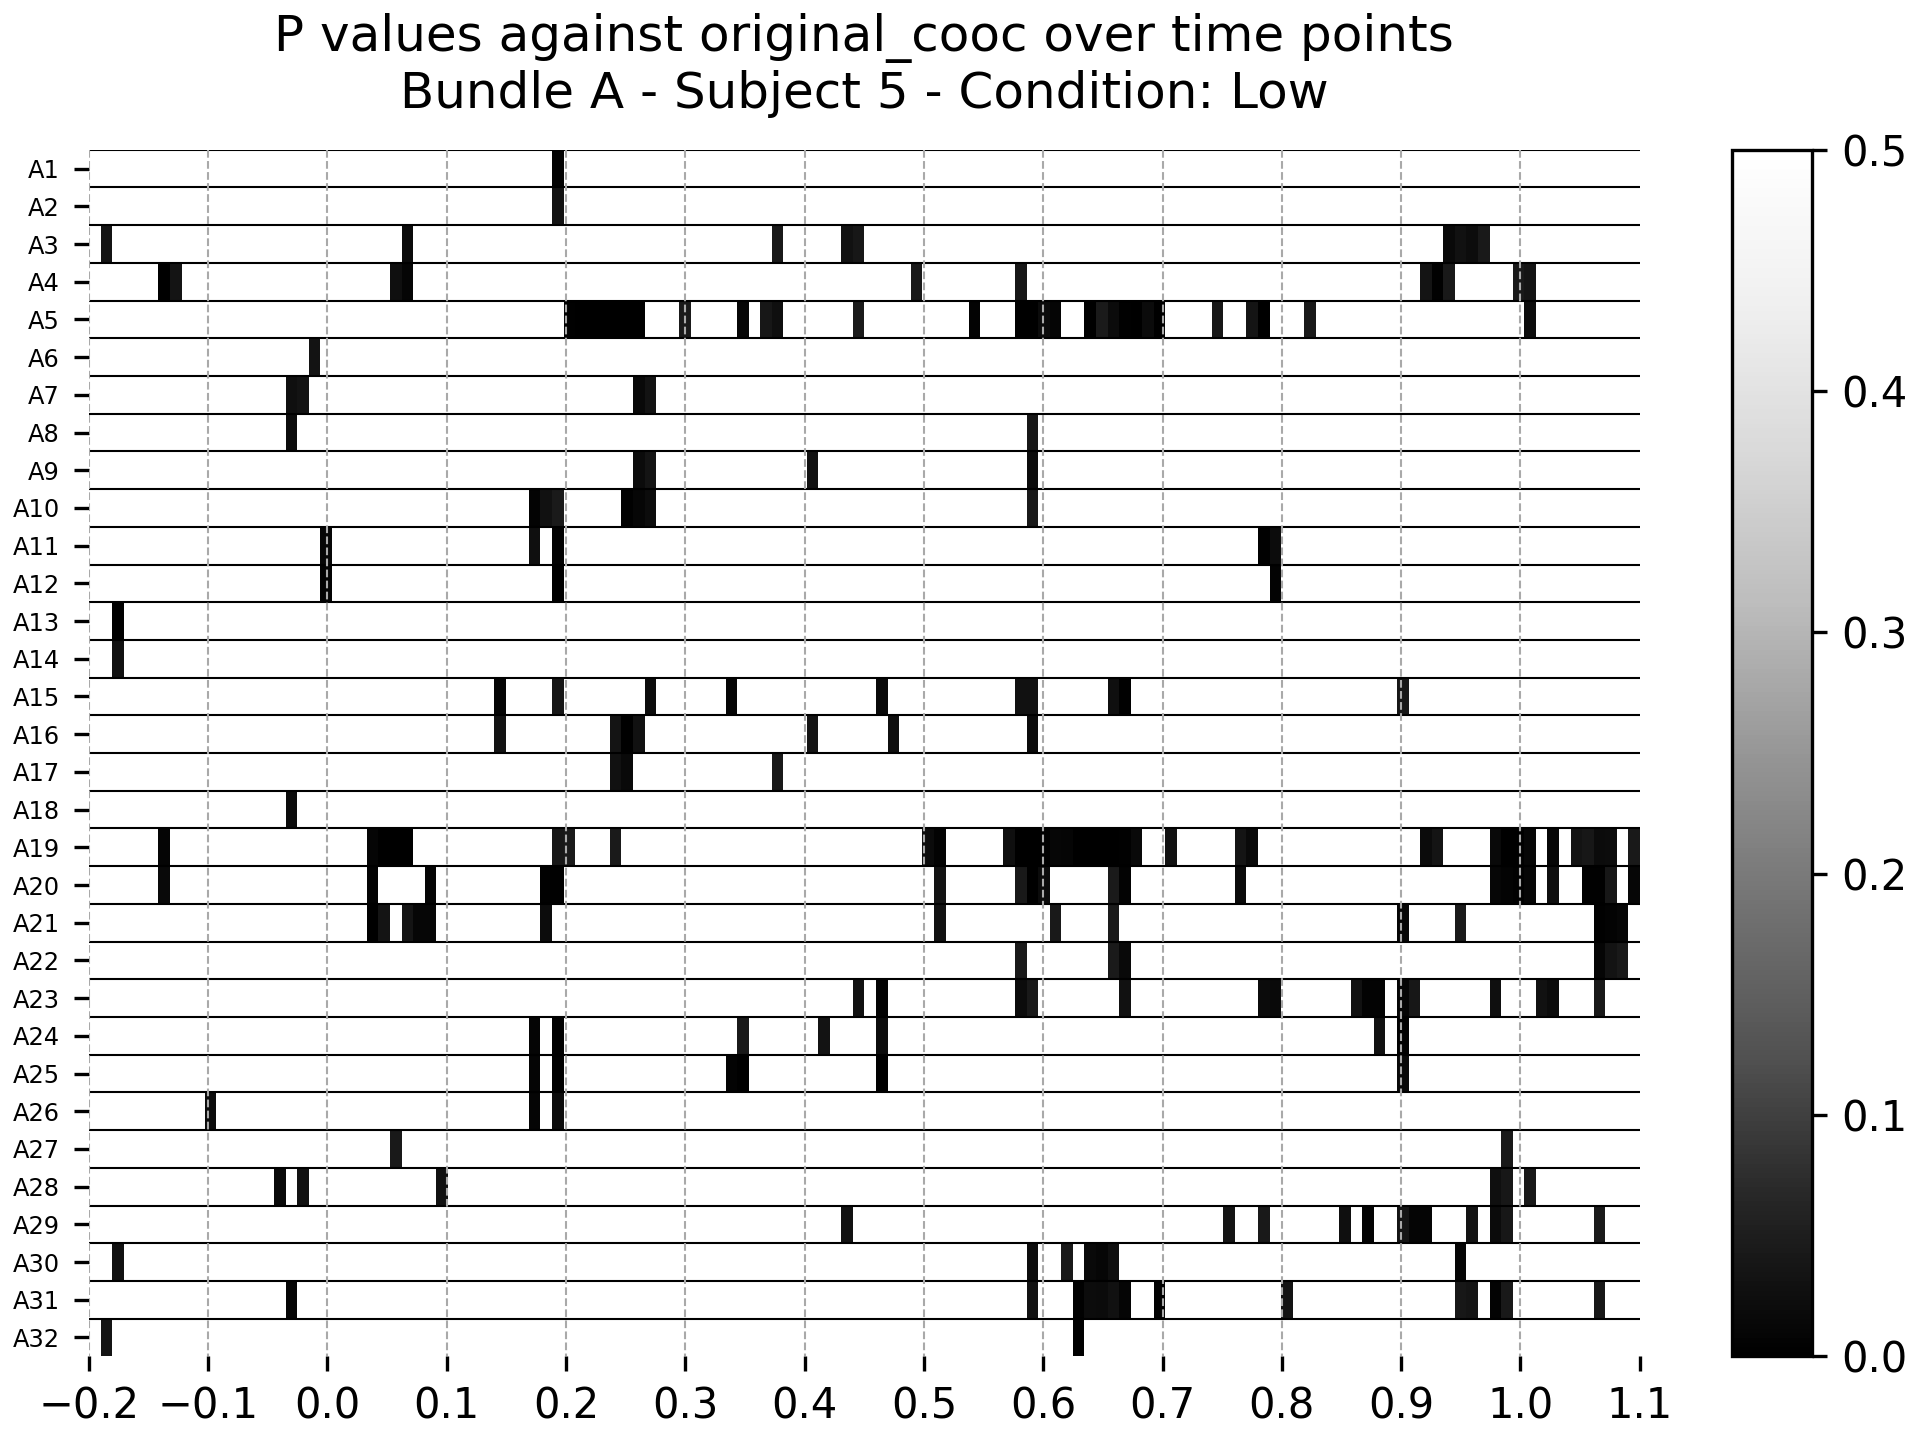 P values against original_cooc over time points
Bundle A - Subject 5 - Condition: Low
A1
A2
A3
A4
A5
A6
A7
A8
A9
A10
A11
A12
A13
A14
A15
A16
A17
A18
A19
A20
A21
A22
A23
A24
A25
A26
A27
A28
A29
A30
A31
A32
−0.2 −0.1 0.0 0.1 0.2 0.3 0.4 0.5 0.6 0.7 0.8 0.9 1.0 1.1
0.5
0.4
0.3
0.2
0.1
0.0